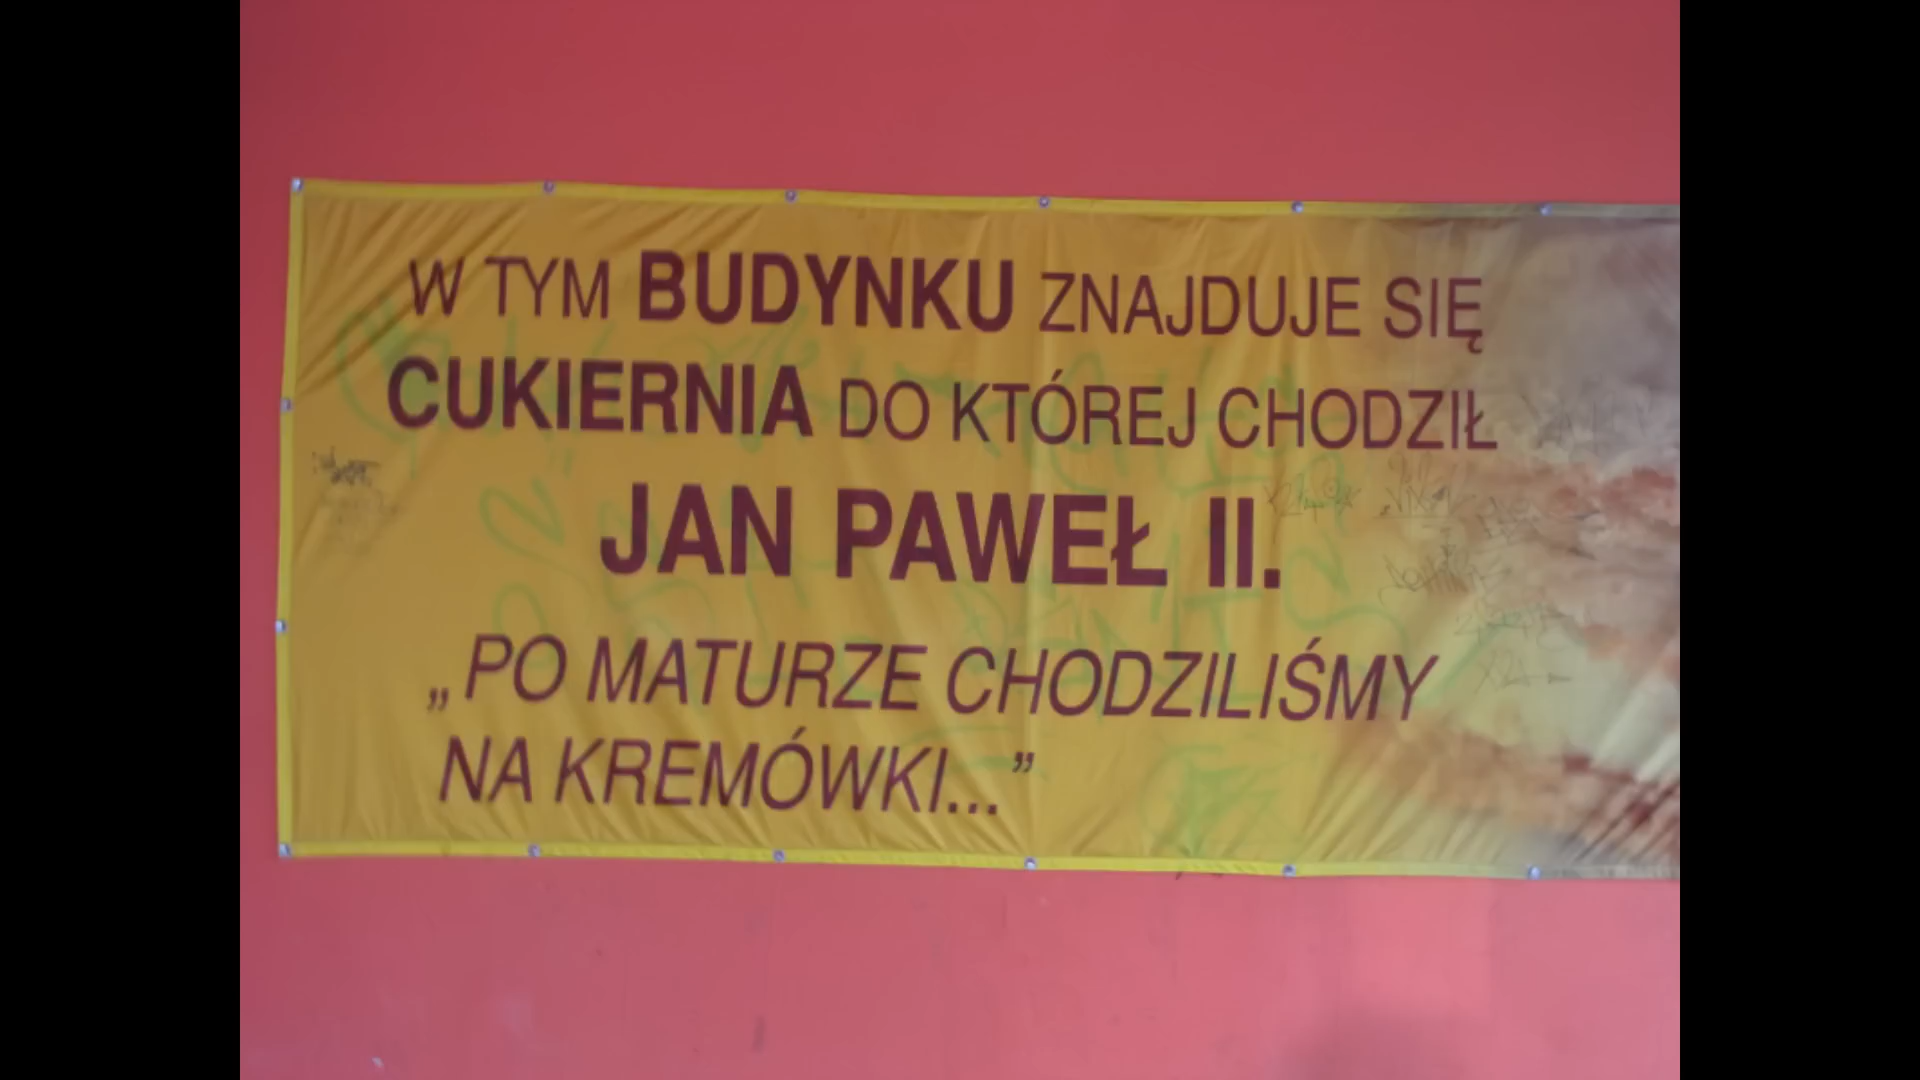 W TYM BUDYNKU ZNAJDUJE SIĘ
CUKIERNIA DO KTÓREJ CHODZIŁ
JAN PAWEŁ II.
„PO MATURZE CHODZILIŚMY
NA KREMÓWKI...”